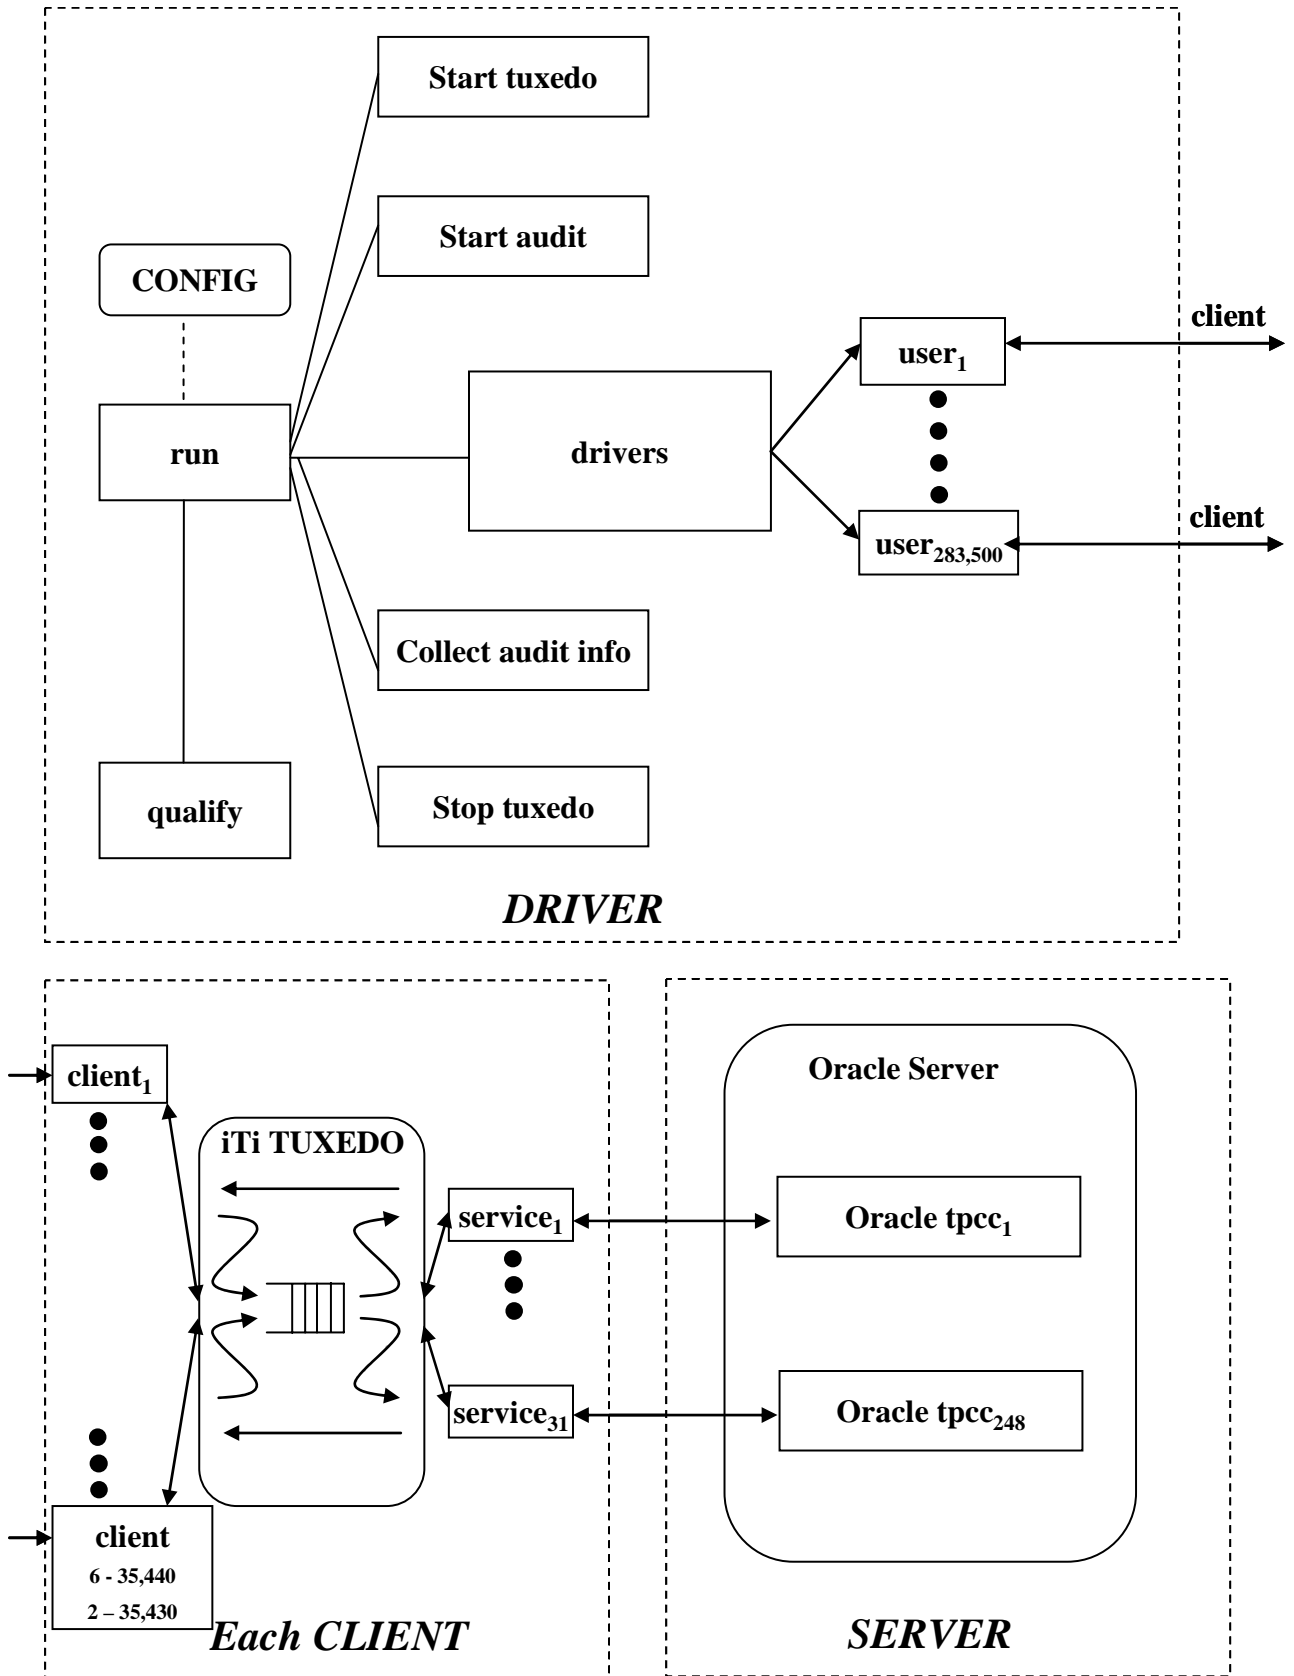 Start tuxedo
Start audit
CONFIG
client
user1
run
drivers
client
user283,500
Collect audit info
qualify
Stop tuxedo
DRIVER
client1
Oracle Server
iTi TUXEDO
service1
Oracle tpcc1
service31
Oracle tpcc248
client
6 - 35,440
2 – 35,430
Each CLIENT
SERVER